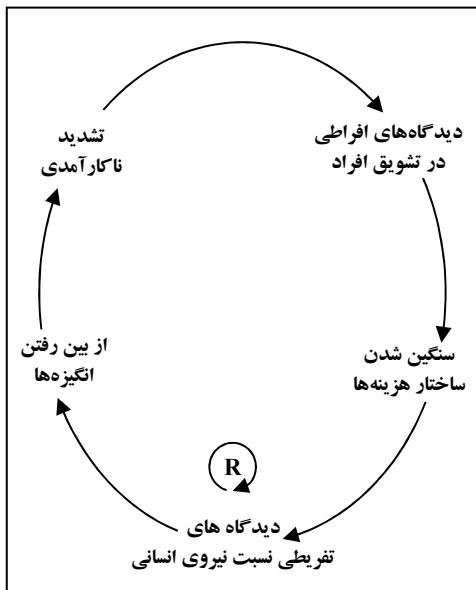 تشدید
ناکارآمدی
دیدگاه‌های افراطی
در تشویق افراد
سنگین شدن
ساختار هزینه‌ها
از بین رفتن
انگیزه‌ها
R
دیدگاه های
تفریطی نسبت نیروی انسانی